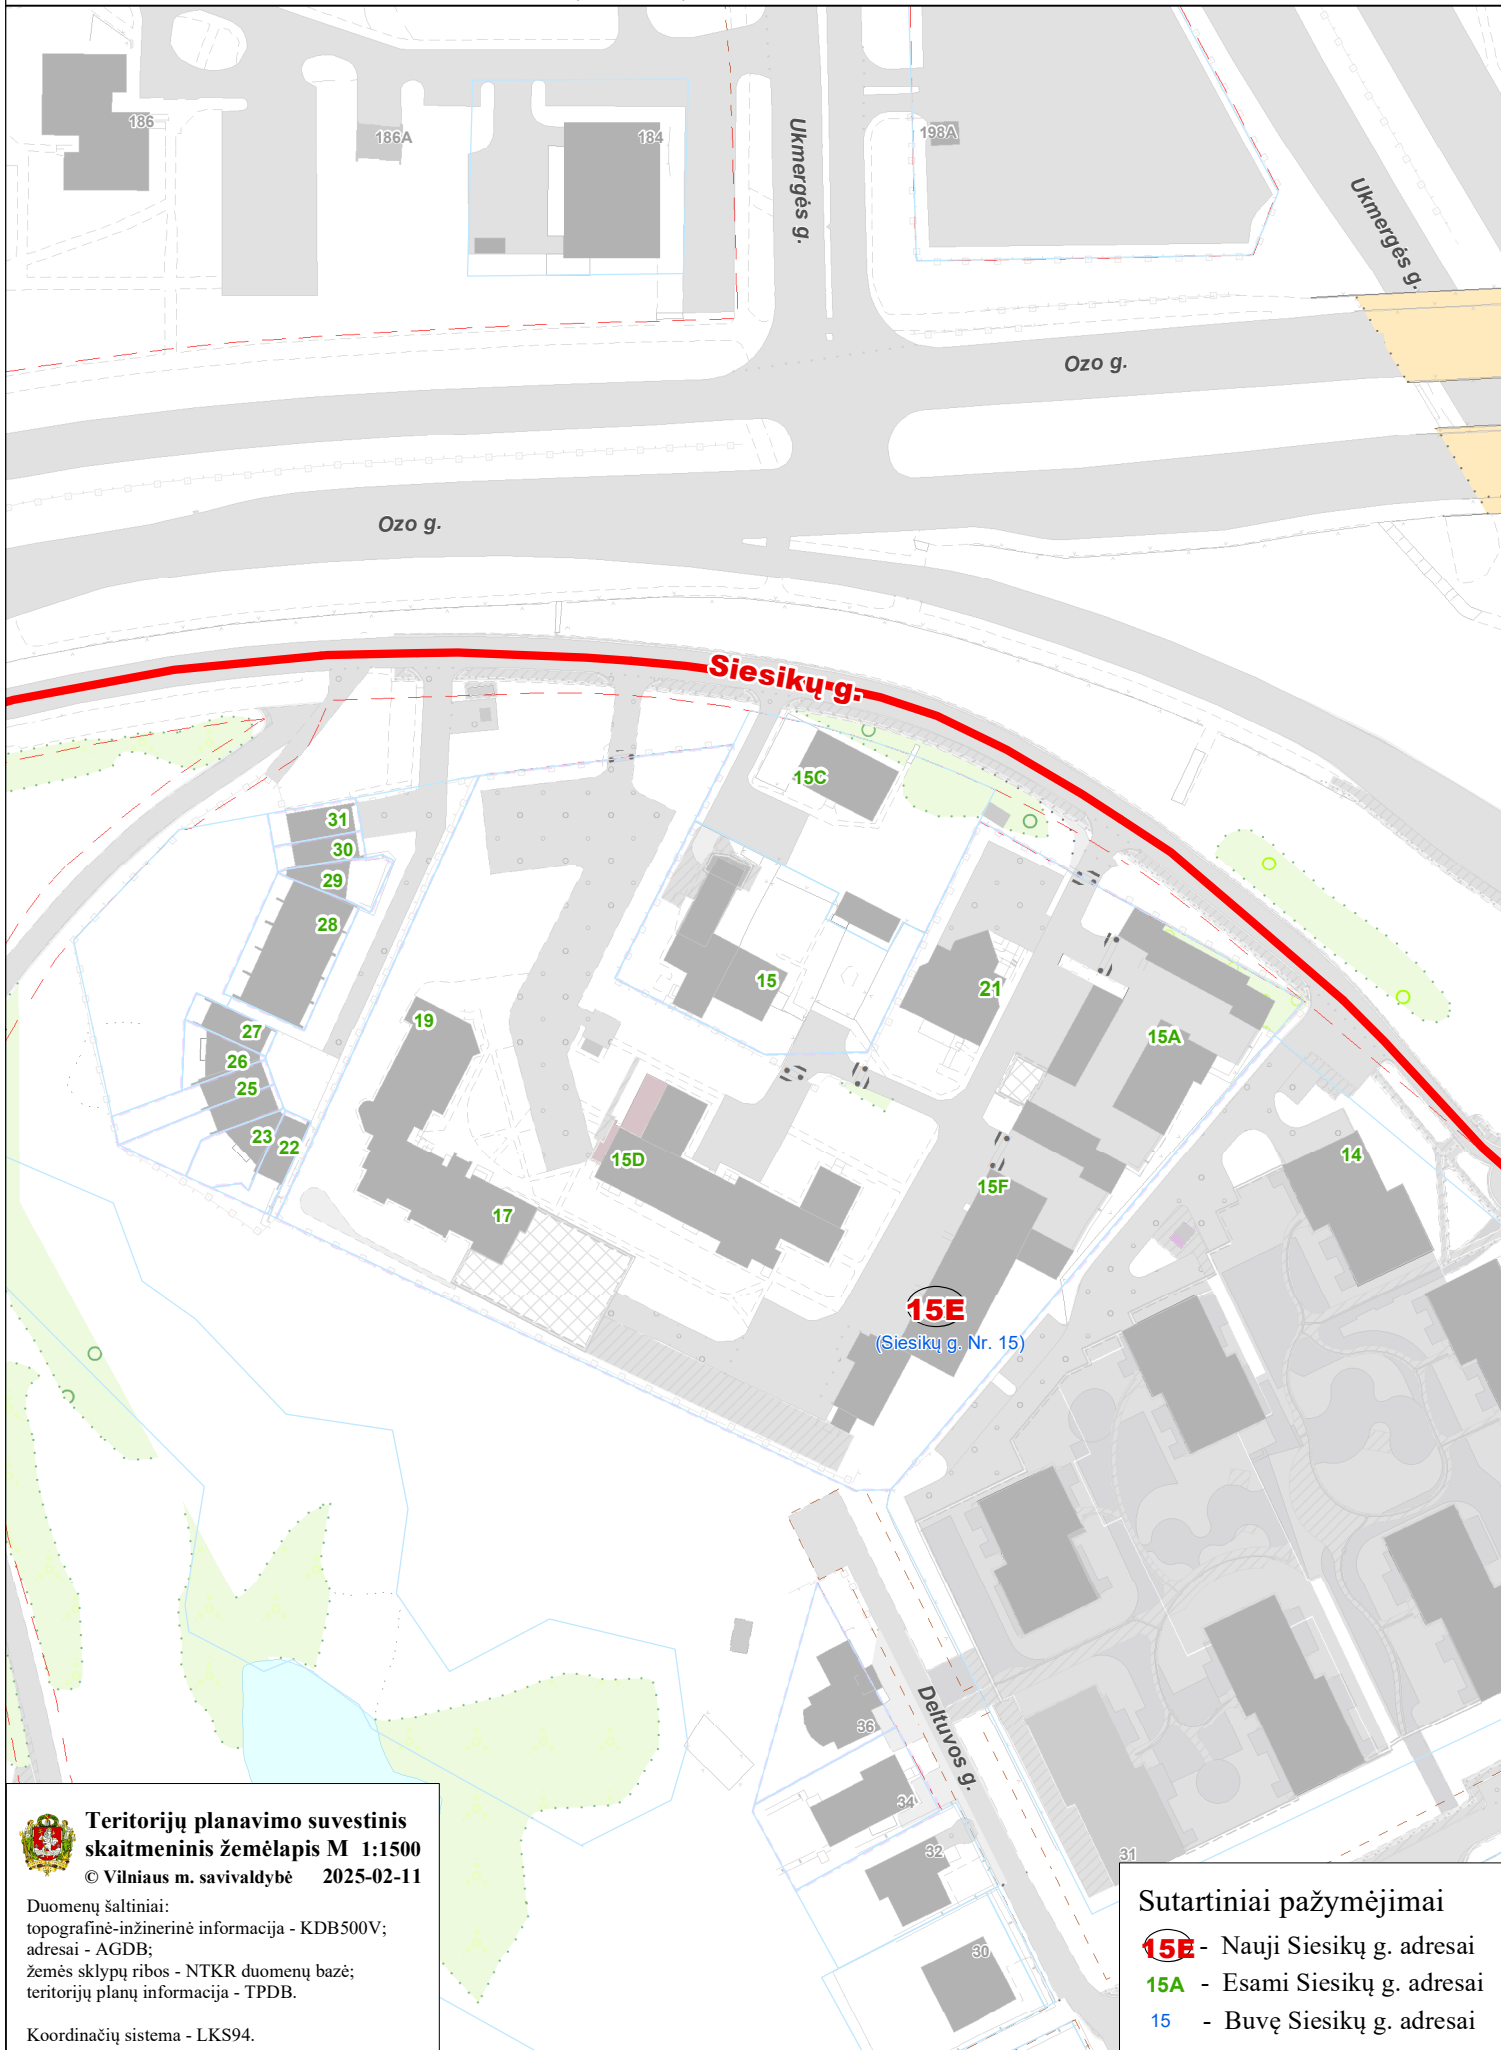 186
186A
184
198A
Ukmergės g.
Ukmergės g.
Ozo g.
Ozo g.
Siesikų g.
15C
31
30
29
28
15
21
19
27
15A
26
25
23
22
14
15D
15F
17
15E
(Siesikų g. Nr. 15)
Deltuvos g.
36
34
32
31
30
Teritorijų planavimo suvestinis
skaitmeninis žemėlapis M 1:1500
© Vilniaus m. savivaldybė 2025-02-11
Duomenų šaltiniai:
topografinė-inžinerinė informacija - KDB500V;
adresai - AGDB;
žemės sklypų ribos - NTKR duomenų bazė;
teritorijų planų informacija - TPDB.
Koordinačių sistema - LKS94.
Sutartiniai pažymėjimai
15E - Nauji Siesikų g. adresai
15A - Esami Siesikų g. adresai
15 - Buvę Siesikų g. adresai